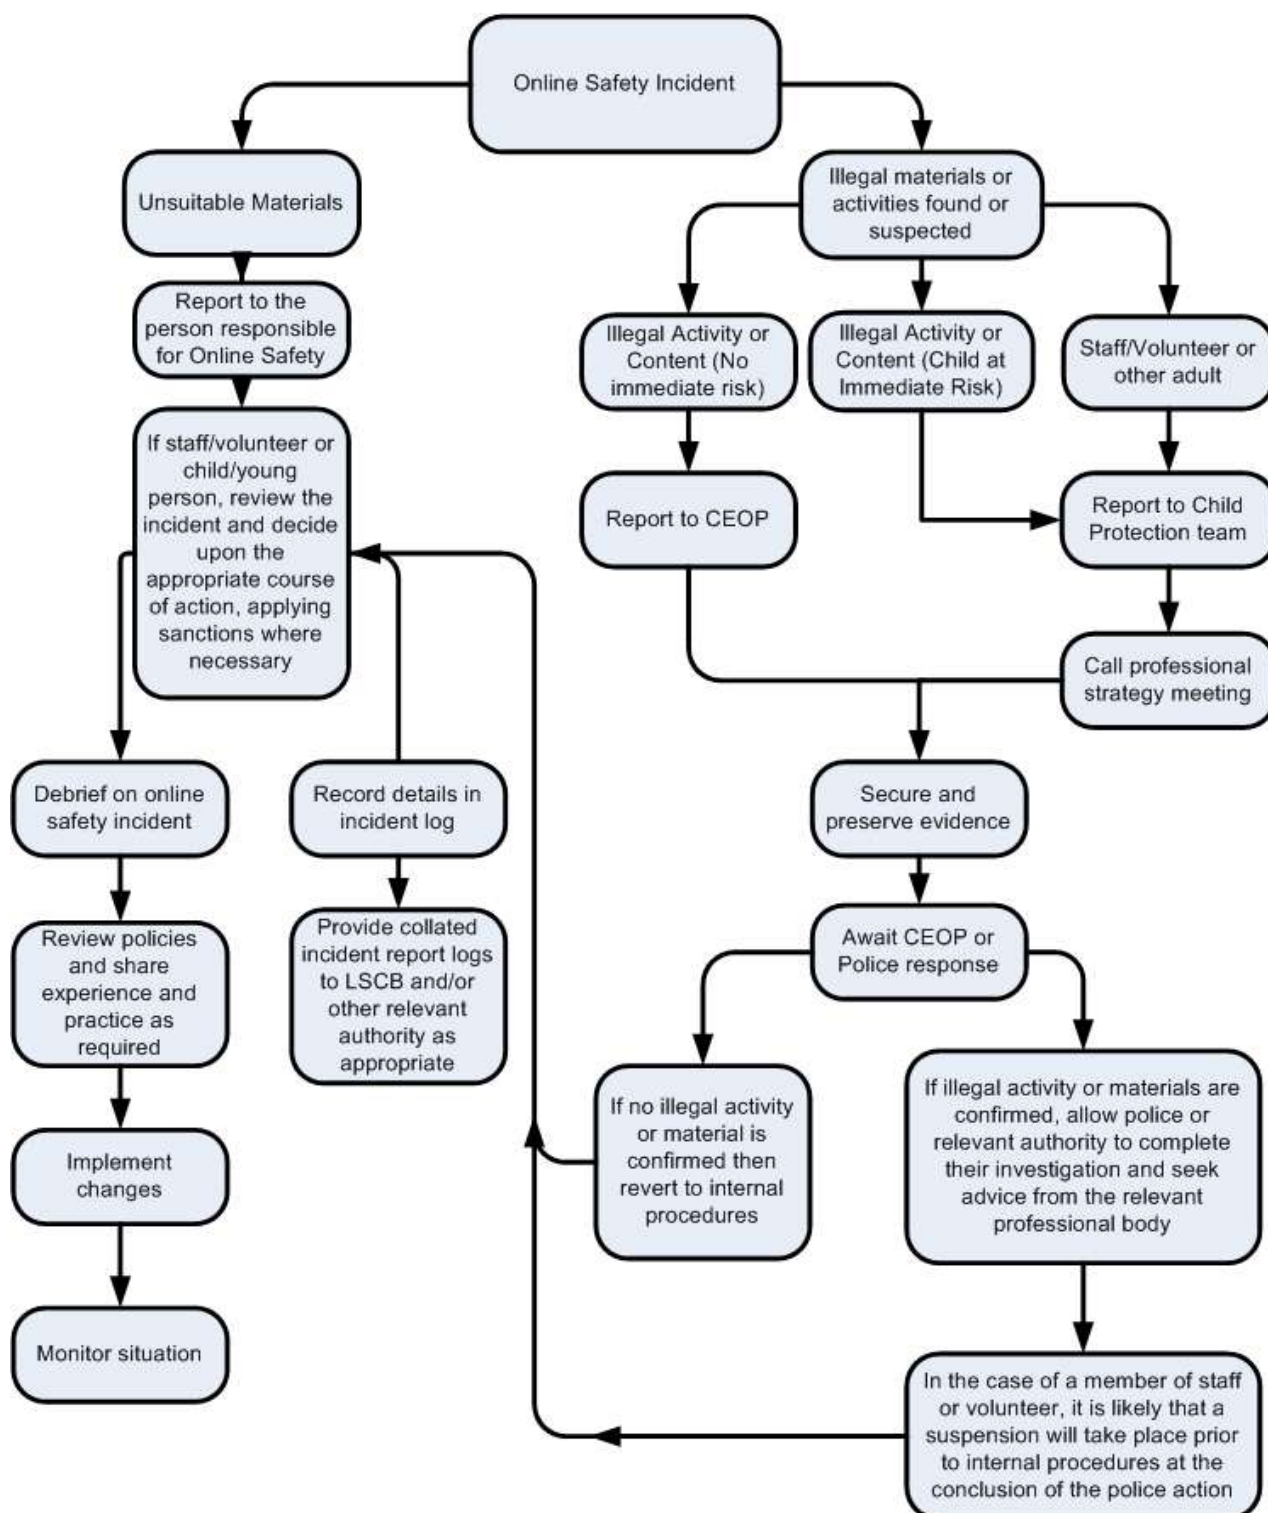 Online Safety Incident
Unsuitable Materials
Illegal materials or
activities found or
suspected
Report to the
person responsible
for Online Safety
Illegal Activity or
Content (No
immediate risk)
Illegal Activity or
Content (Child at
Immediate Risk)
Staff/Volunteer or
other adult
If staff/volunteer or
child/young
person, review the
incident and decide
upon the
appropriate course
of action, applying
sanctions where
necessary
Report to CEOP
Report to Child
Protection team
Call professional
strategy meeting
Debrief on online
safety incident
Record details in
incident log
Secure and
preserve evidence
Review policies
and share
experience and
practice as
required
Provide collated
incident report logs
to LSCB and/or
other relevant
authority as
appropriate
Await CEOP or
Police response
If no illegal activity
or material is
confirmed then
revert to internal
procedures
If illegal activity or materials are
confirmed, allow police or
relevant authority to complete
their investigation and seek
advice from the relevant
professional body
Implement
changes
Monitor situation
In the case of a member of staff
or volunteer, it is likely that a
suspension will take place prior
to internal procedures at the
conclusion of the police action